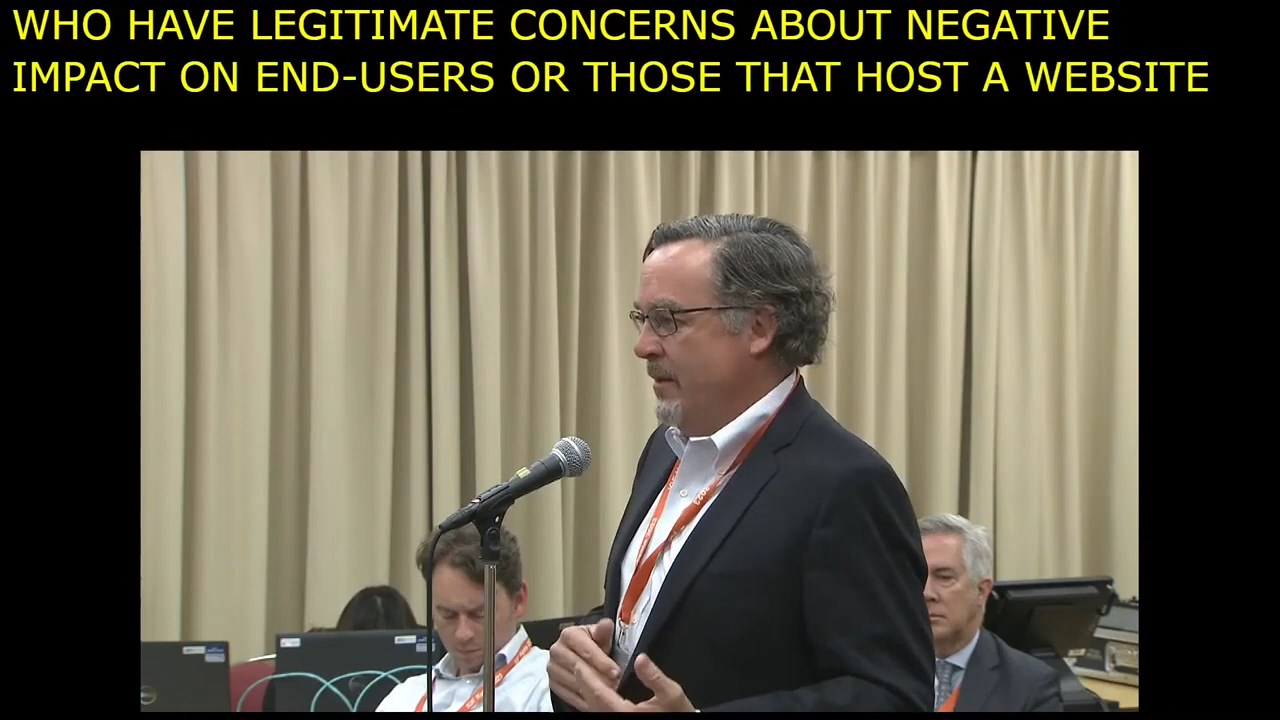 WHO HAVE LEGITIMATE CONCERNS ABOUT NEGATIVE
IMPACT ON END-USERS OR THOSE THAT HOST A WEBSITE